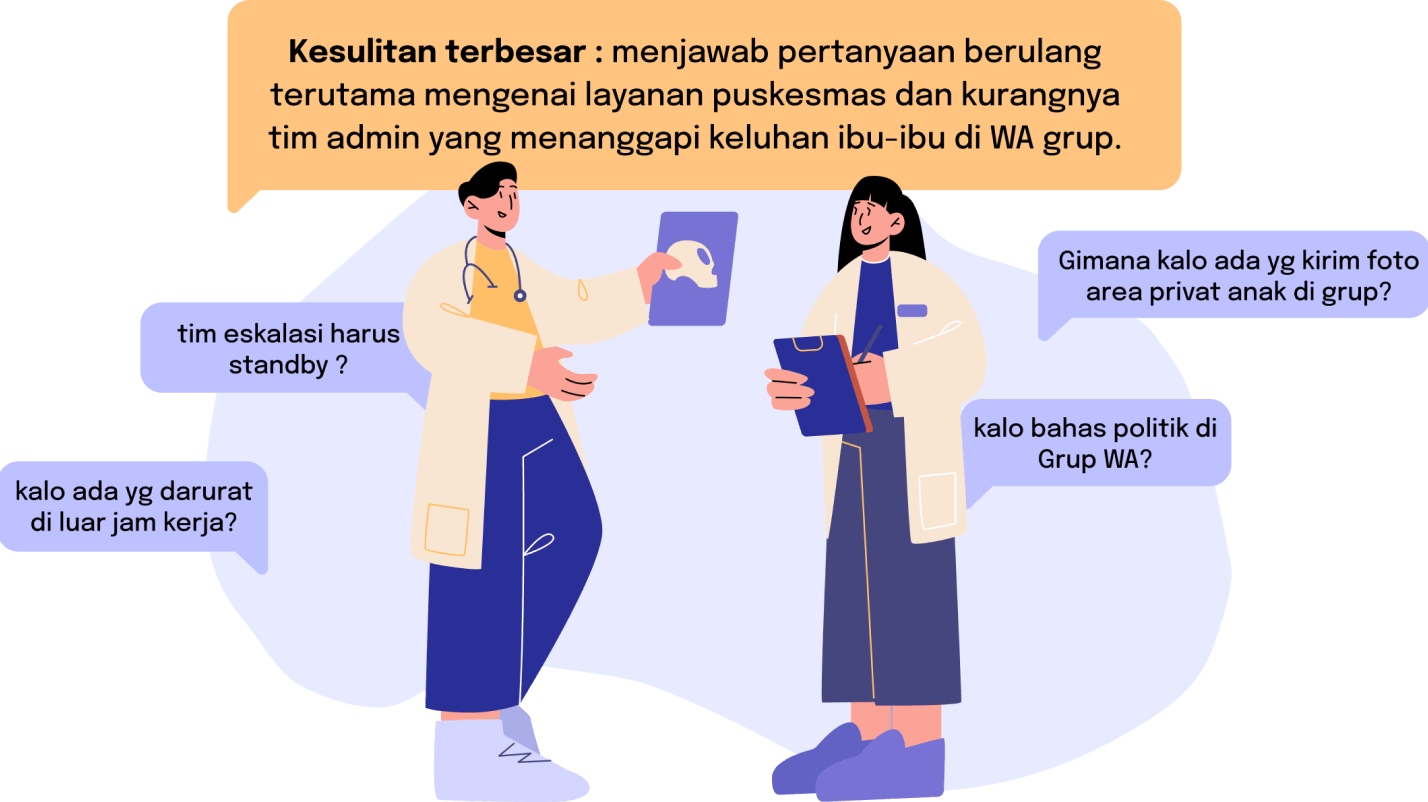 Kesulitan terbesar : menjawab pertanyaan berulang
terutama mengenai layanan puskesmas dan kurangnya
tim admin yang menanggapi keluhan ibu-ibu di WA grup.
Gimana kalo ada yg kirim foto
area privat anak di grup?
tim eskalasi harus
standby ?
kalo bahas politik di
Grup WA?
kalo ada yg darurat
di luar jam kerja?